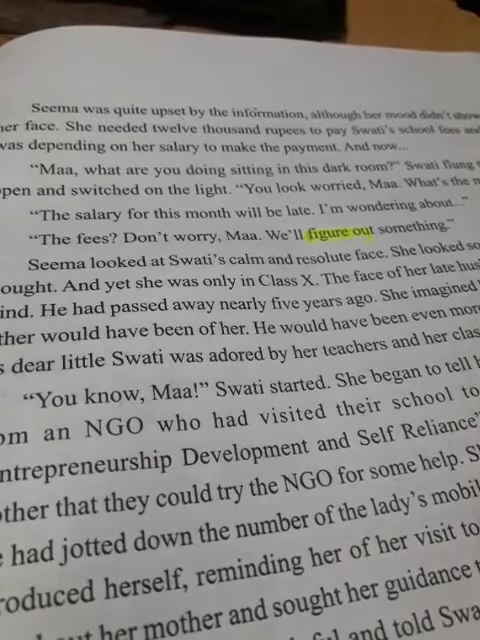 Seema was quite upset by the information, although her mood didn't show
her face. She needed twelve thousand rupees to pay Swati's school fees and
was depending on her salary to make the payment. And now...
"Maa, what are you doing sitting in this dark room?" Swati flung
open and switched on the light. "You look worried, Maa. What's the
"The salary for this month will be late. I'm wondering about..."
"The fees? Don't worry, Maa. We'll figure out something."
Seema looked at Swati's calm and resolute face. She looked so
ought. And yet she was only in Class X. The face of her late
ind. He had passed away nearly five years ago. She imagined
ther would have been of her. He would have been even more
s dear little Swati was adored by her teachers and her
"You know, Maa!" Swati started. She began to tell
om an NGO who had visited their school to
ntrepreneurship Development and Self Reliance"
other that they could try the NGO for some help.
had jotted down the number of the lady's
roduced herself, reminding her of her visit to
her mother and sought her guidance
and told